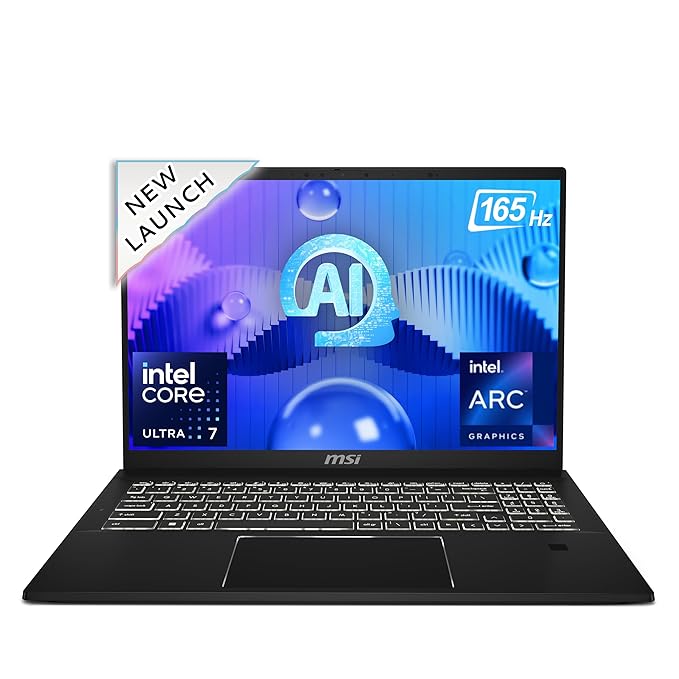 NEW
LAUNCH
165 Hz
AI
intel
CORE
ULTRA 7
intel.
ARC
GRAPHICS
msi